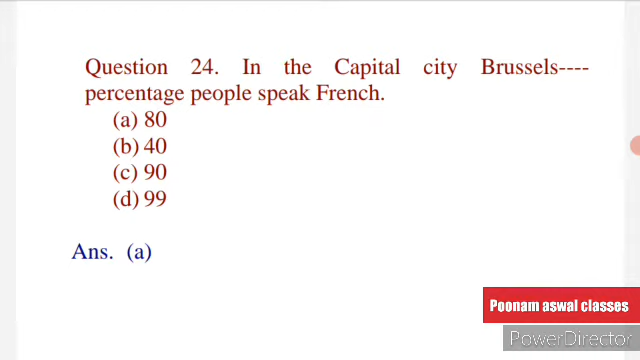 Question 24. In the Capital city Brussels----
percentage people speak French.
(a) 80
(b) 40
(c) 90
(d) 99
Ans. (a)
Poonam aswal classes
PowerDirector